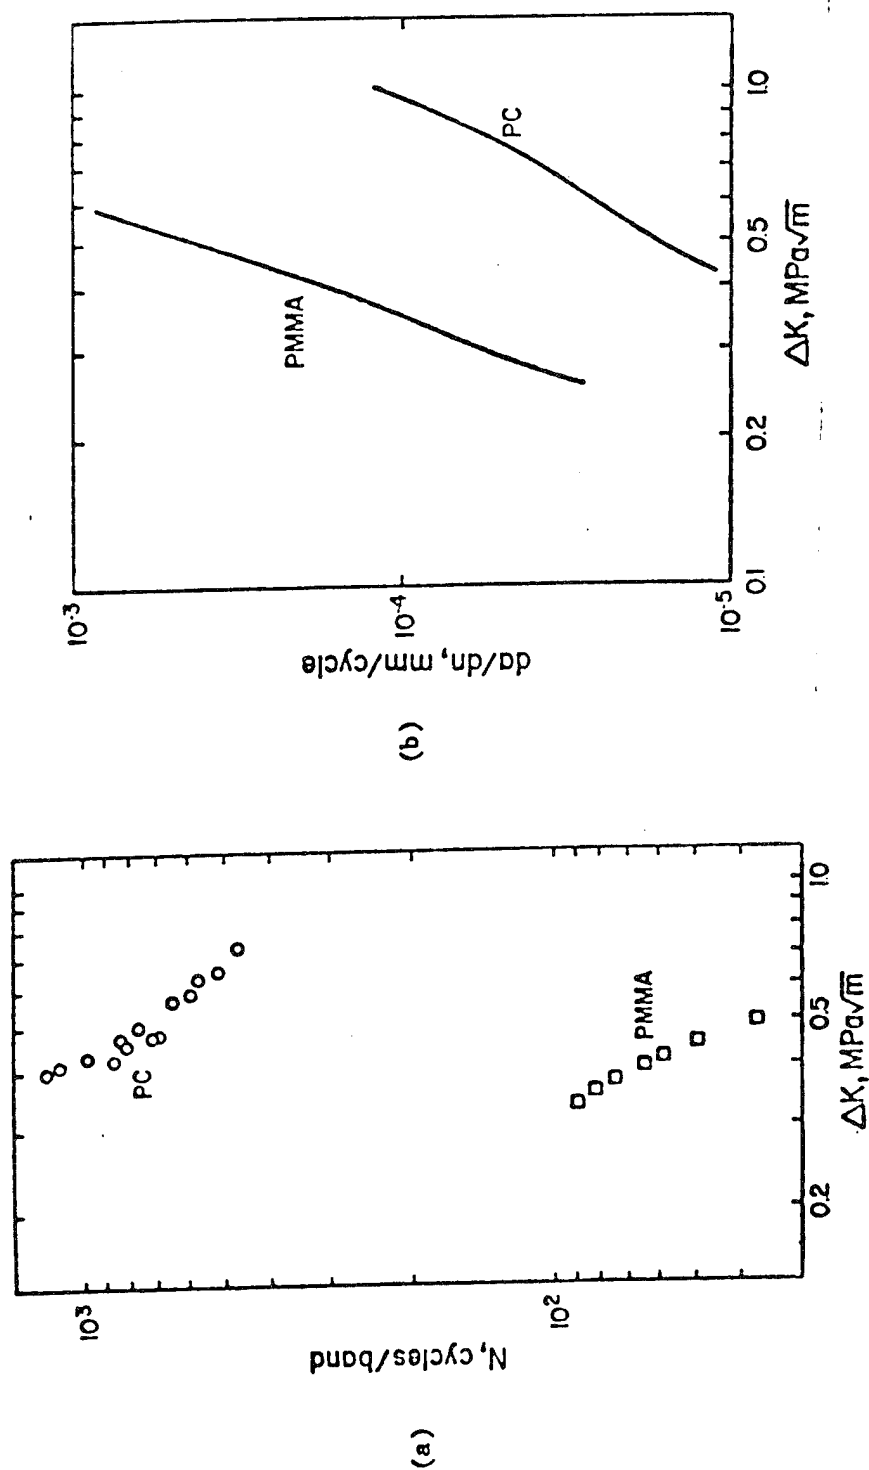 (a)
N, cycles/band
10³
10²
PC
PMMA
0.2
0.5
1.0
ΔK, MPa√m
(b)
da/dn, mm/cycle
10⁻³
10⁻⁴
10⁻⁵
PMMA
PC
0.1
0.2
0.5
1.0
ΔK, MPa√m